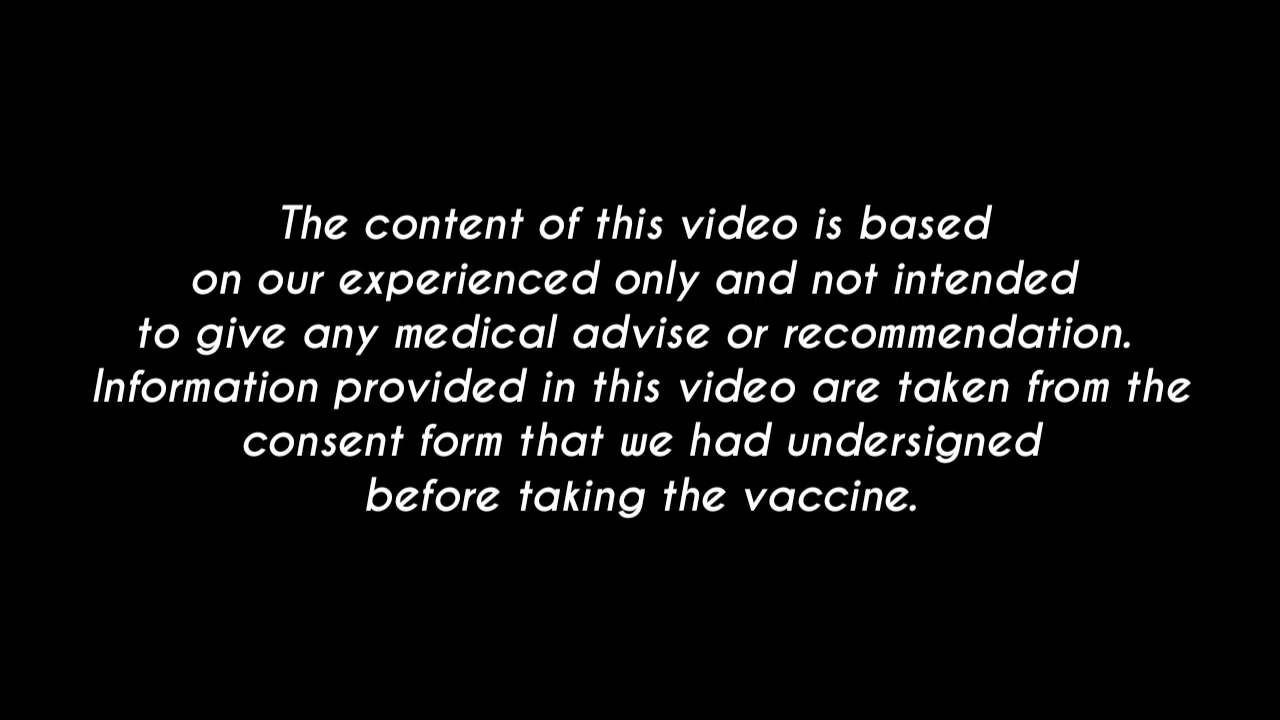 The content of this video is based
on our experienced only and not intended
to give any medical advise or recommendation.
Information provided in this video are taken from the
consent form that we had undersigned
before taking the vaccine.